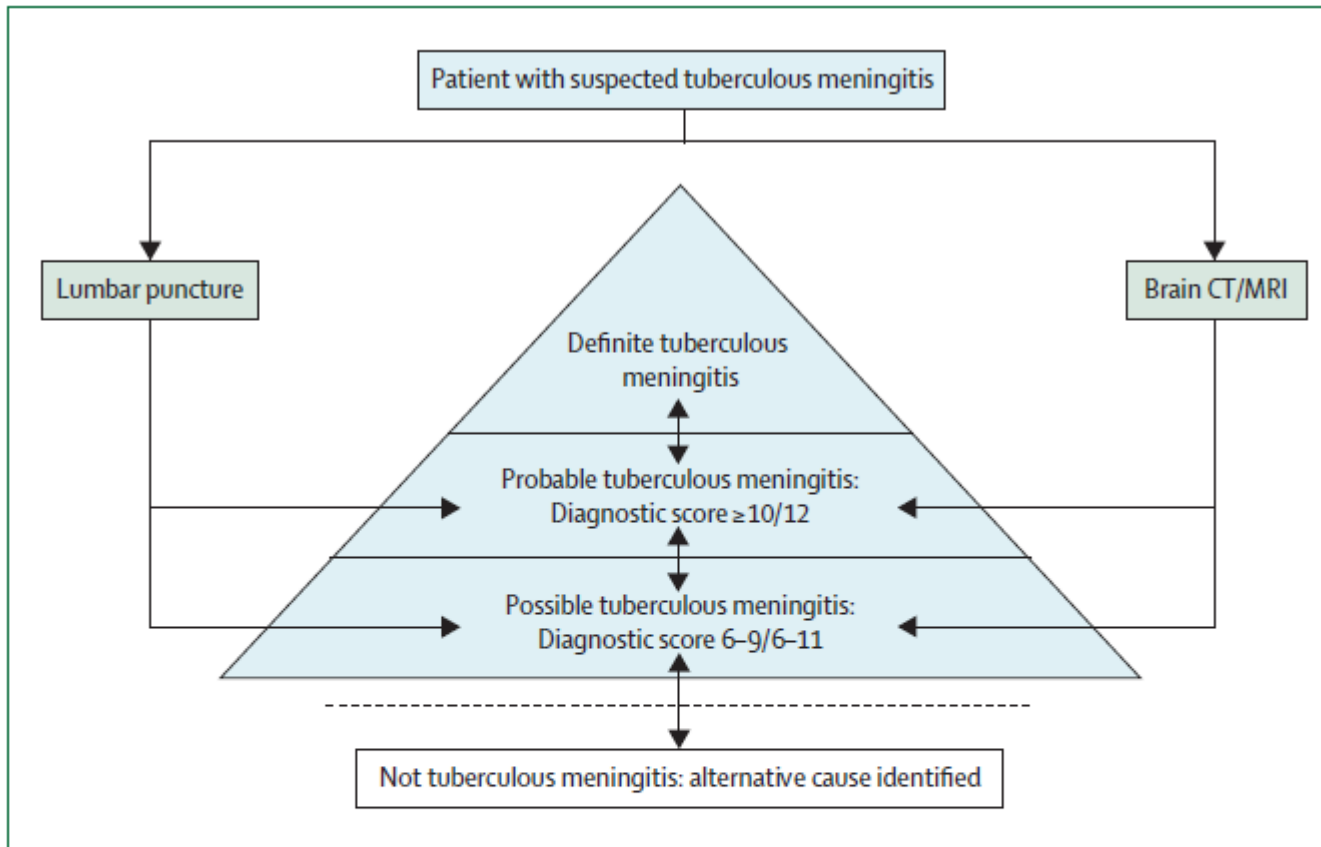 Patient with suspected tuberculous meningitis
Lumbar puncture
Brain CT/MRI
Definite tuberculous
meningitis
Probable tuberculous meningitis:
Diagnostic score ≥10/12
Possible tuberculous meningitis:
Diagnostic score 6–9/6–11
Not tuberculous meningitis: alternative cause identified